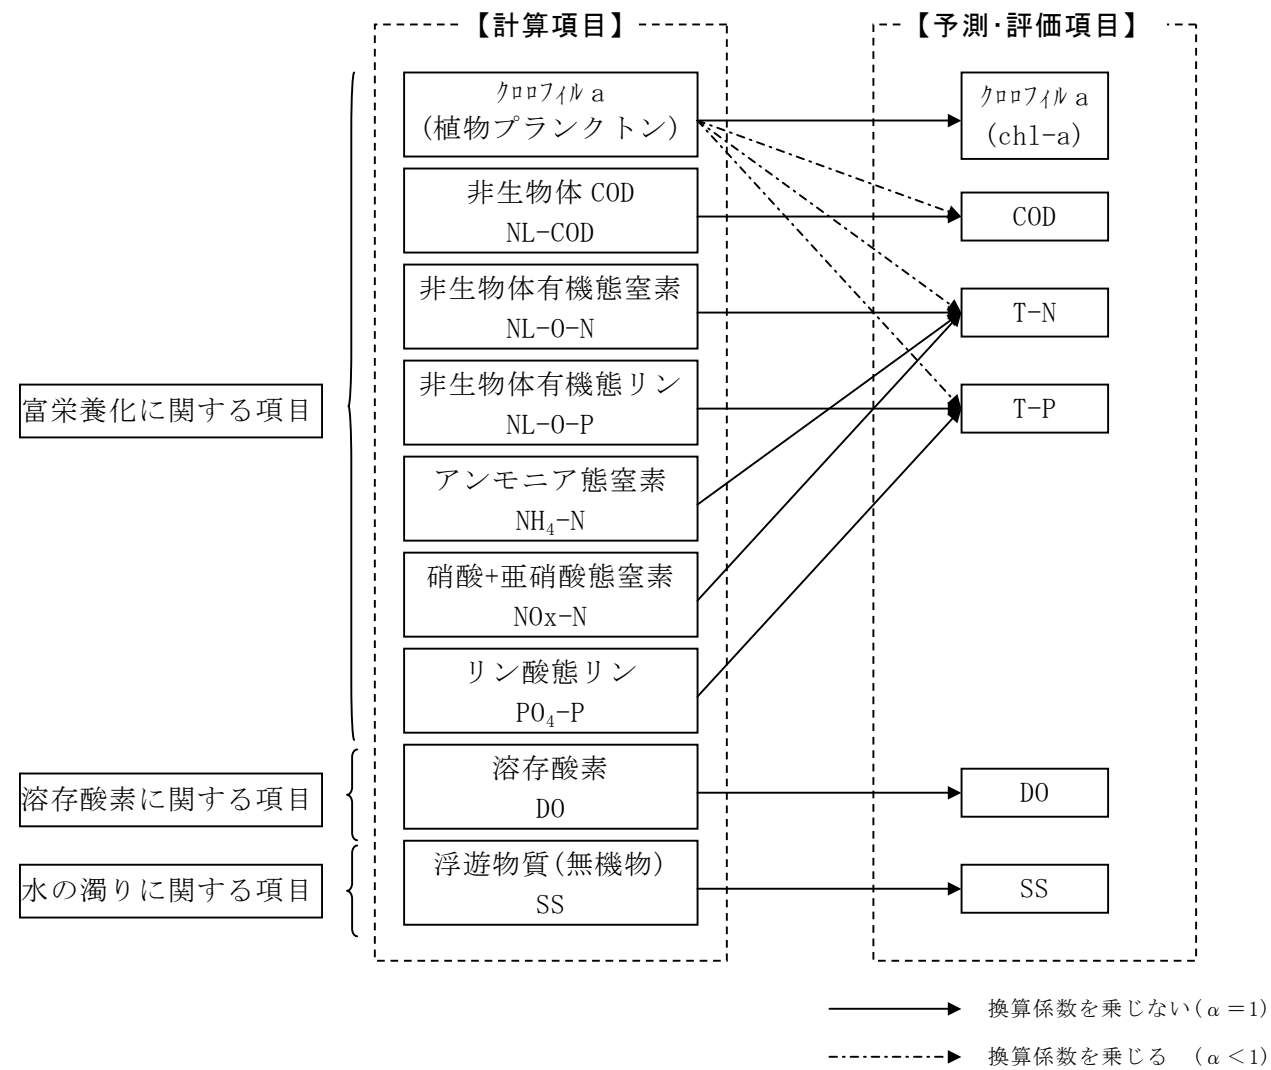 【計算項目】
【予測・評価項目】
クロロフィル a
(植物プランクトン)
クロロフィル a
(chl-a)
非生物体 COD
NL-COD
COD
非生物体有機態窒素
NL-O-N
T-N
非生物体有機態リン
NL-O-P
T-P
富栄養化に関する項目
アンモニア態窒素
NH₄-N
硝酸+亜硝酸態窒素
NOx-N
リン酸態リン
PO₄-P
溶存酸素に関する項目
溶存酸素
DO
DO
水の濁りに関する項目
浮遊物質(無機物)
SS
SS
換算係数を乗じない(α=1)
換算係数を乗じる (α<1)